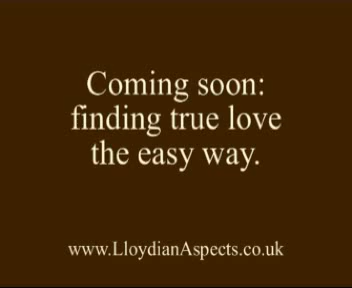 Coming soon:
finding true love
the easy way.
www.LloydianAspects.co.uk